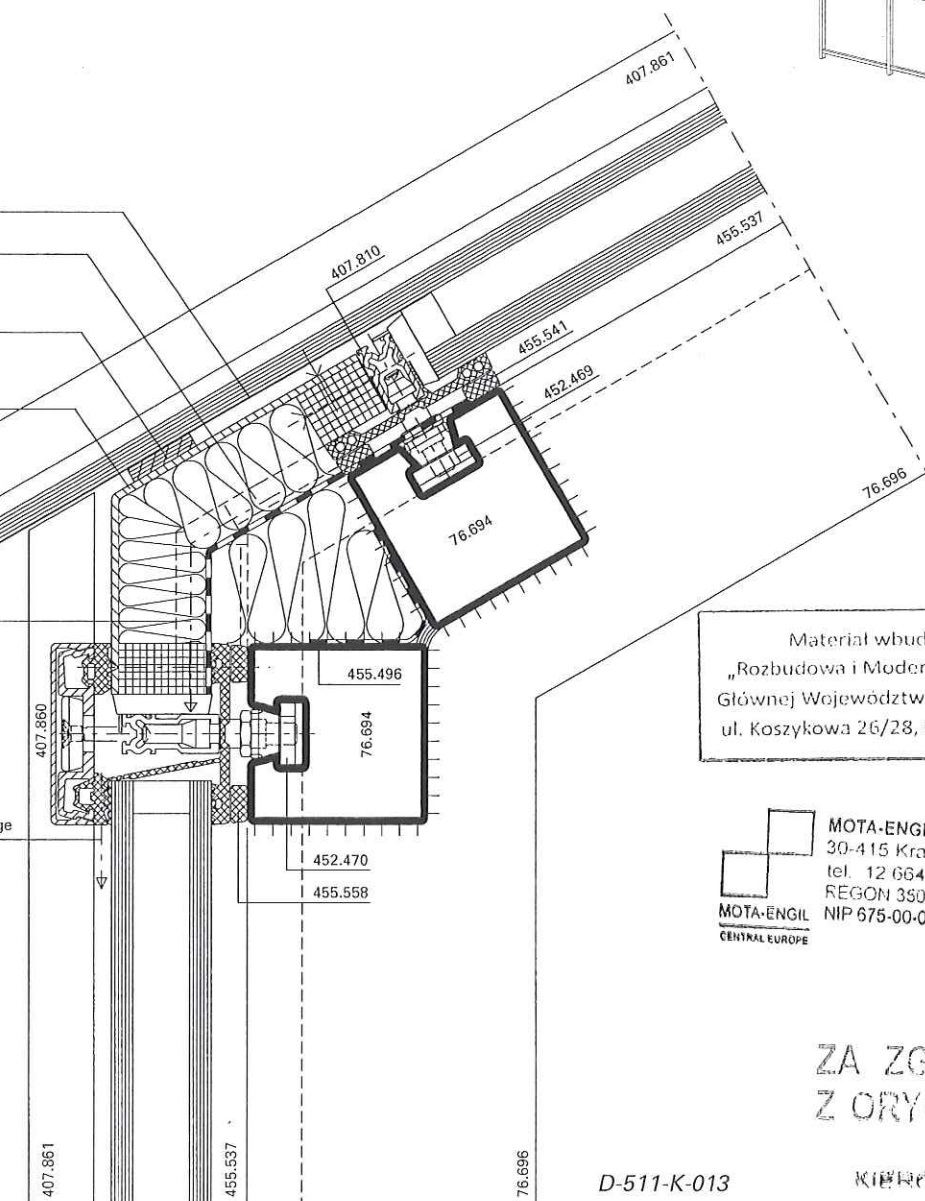 407.861
455.537
407.810
455.541
452.469
76.696
76.694
455.496
407.860
76.694
452.470
455.558
407.861
455.537
76.696
Materiał wbud
„Rozbudowa i Moder
Głównej Województw
ul. Koszykowa 26/28,
MOTA-ENGI
30-415 Kra
tel. 12 664
REGON 350
NIP 675-00-0
MOTA-ENGIL
CENTRAL EUROPE
ge
ZA ZG
Z ORY
D-511-K-013